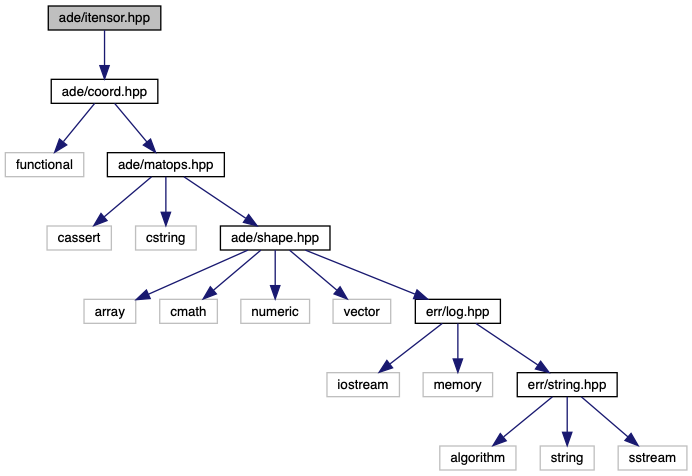 ade/itensor.hpp
ade/coord.hpp
functional
ade/matops.hpp
cassert
cstring
ade/shape.hpp
array
cmath
numeric
vector
err/log.hpp
iostream
memory
err/string.hpp
algorithm
string
sstream